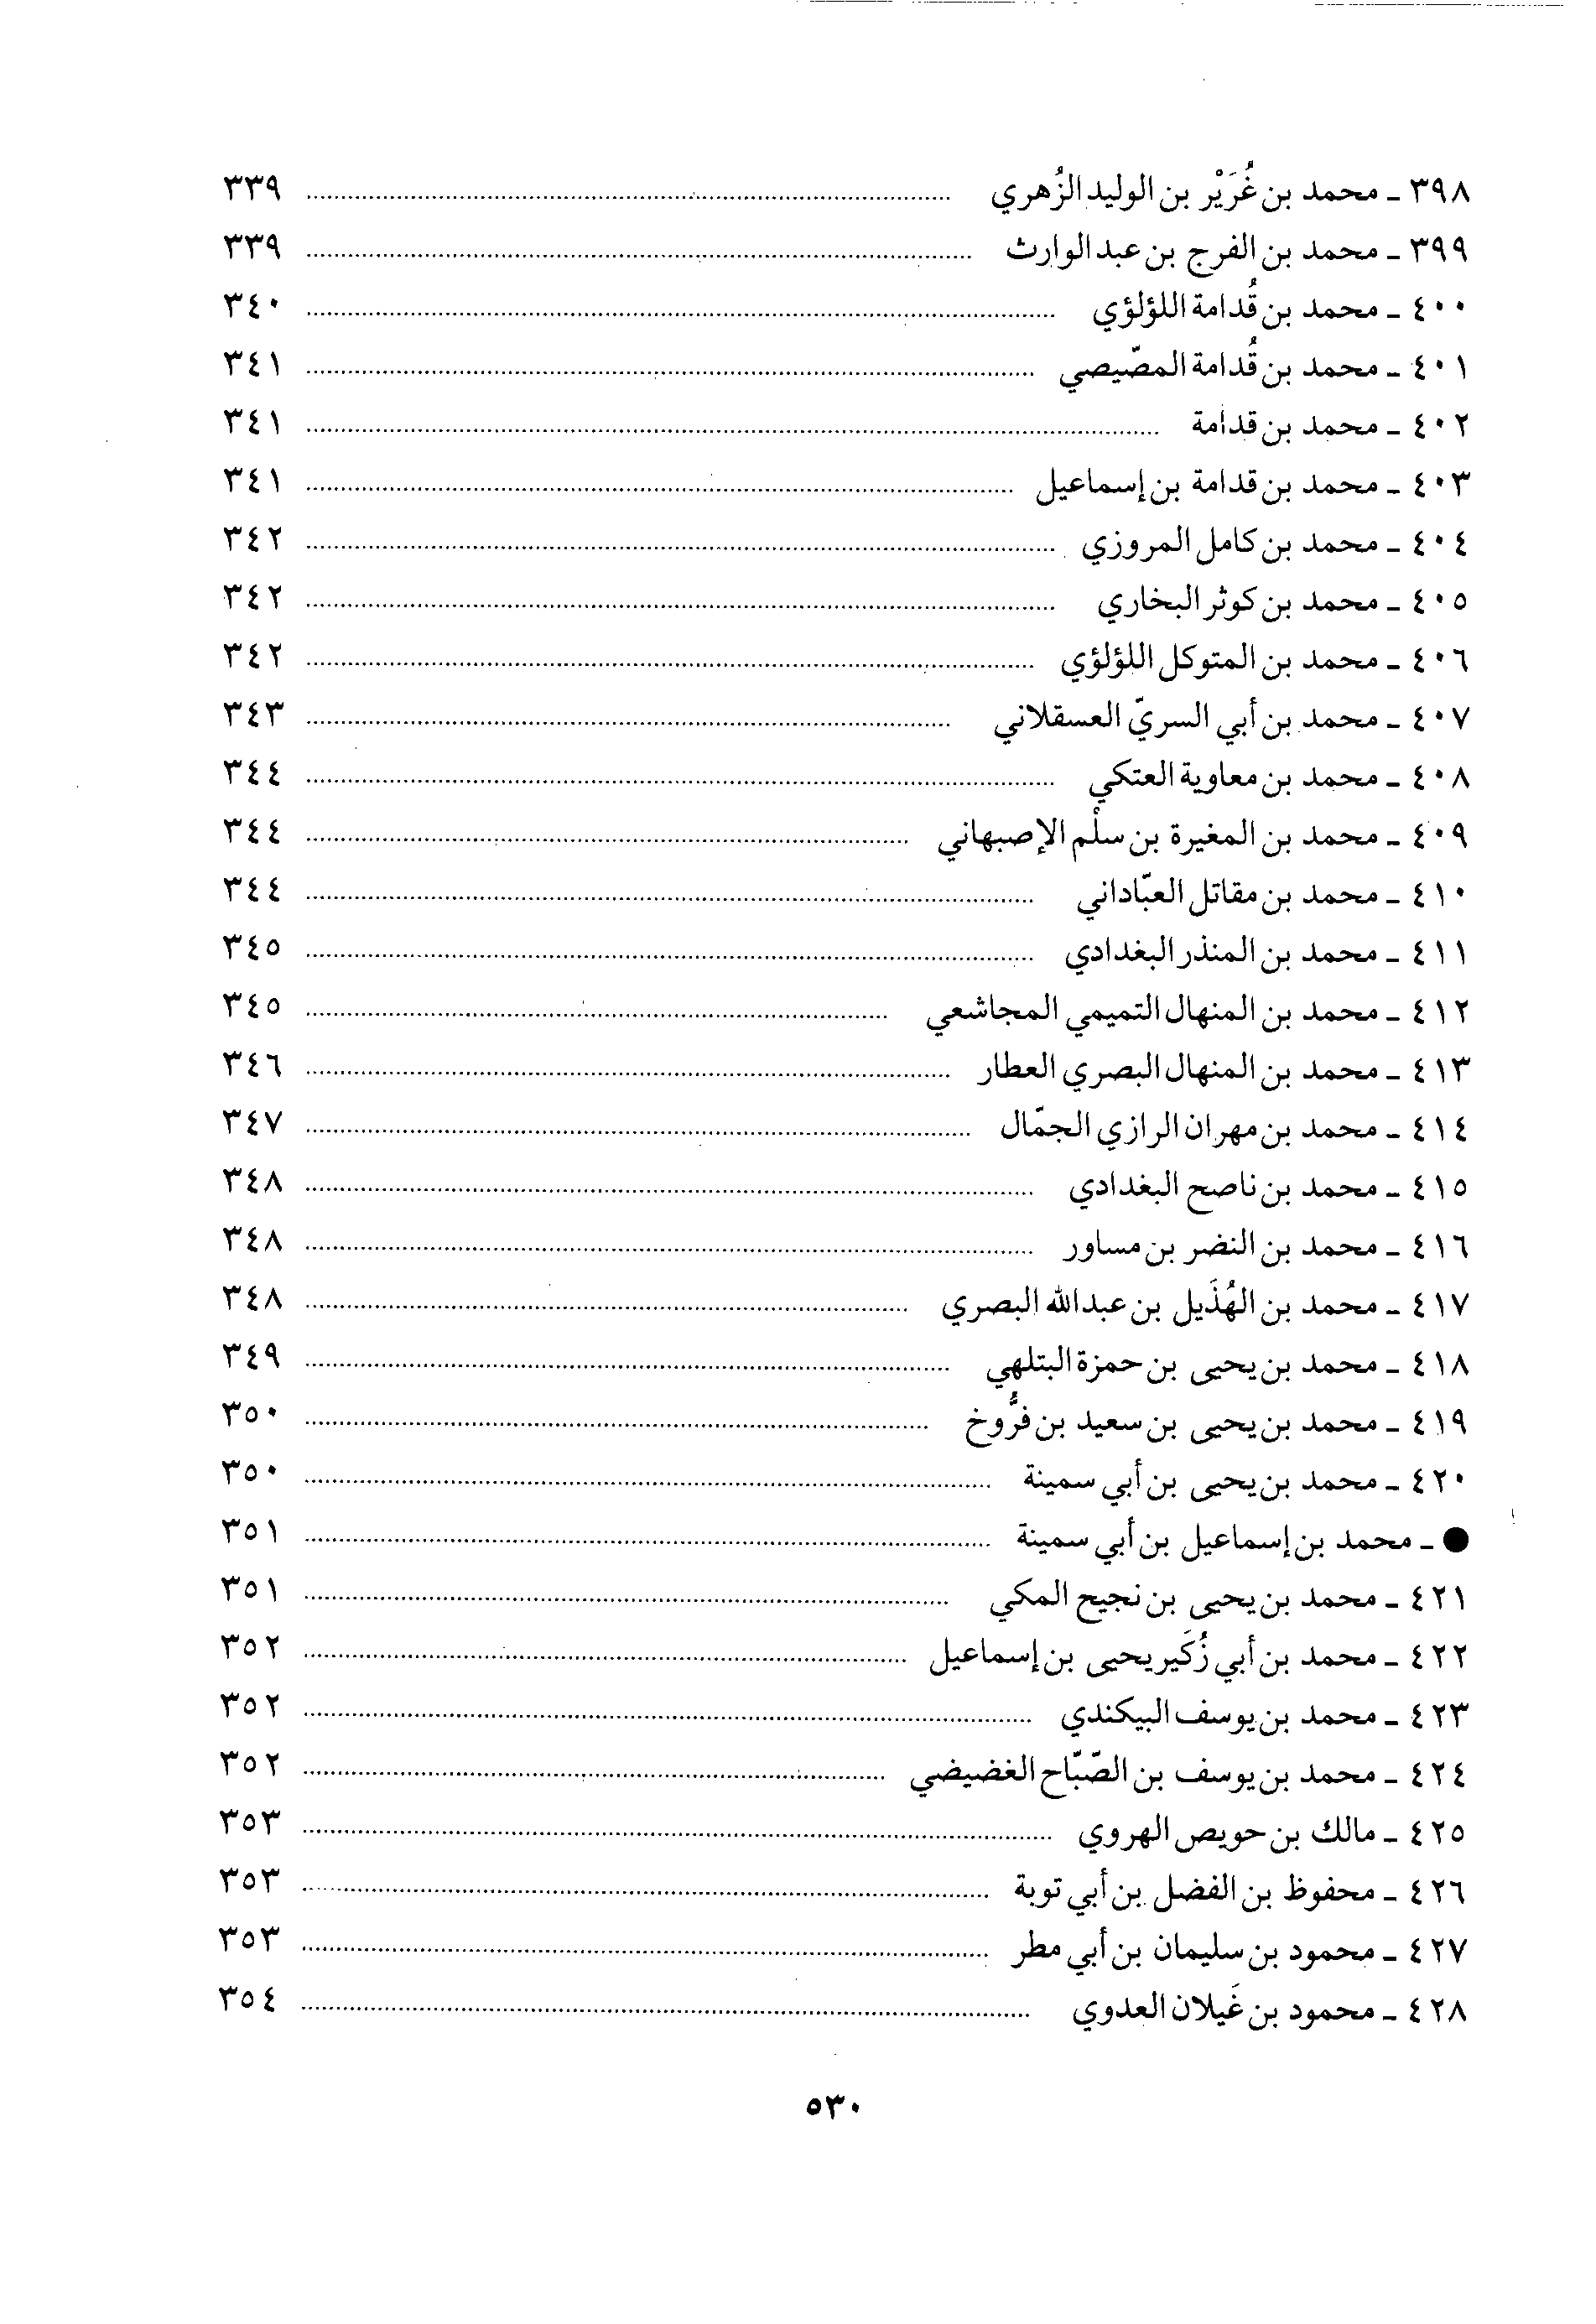 ٣٩٨ ـ محمد بن غُرَيْر بن الوليد الزُهري ........ ٣٣٩
٣٩٩ ـ محمد بن الفرج بن عبد الوارث ........ ٣٣٩
٤٠٠ ـ محمد بن قُدامة اللؤلؤي ........ ٣٤٠
٤٠١ ـ محمد بن قُدامة المصّيصي ........ ٣٤١
٤٠٢ ـ محمد بن قدامة ........ ٣٤١
٤٠٣ ـ محمد بن قدامة بن إسماعيل ........ ٣٤١
٤٠٤ ـ محمد بن كامل المروزي ........ ٣٤٢
٤٠٥ ـ محمد بن كوثر البخاري ........ ٣٤٢
٤٠٦ ـ محمد بن المتوكل اللؤلؤي ........ ٣٤٢
٤٠٧ ـ محمد بن أبي السريّ العسقلاني ........ ٣٤٣
٤٠٨ ـ محمد بن معاوية العتكي ........ ٣٤٤
٤٠٩ ـ محمد بن المغيرة بن سلْم الإصبهاني ........ ٣٤٤
٤١٠ ـ محمد بن مقاتل العبّاداني ........ ٣٤٤
٤١١ ـ محمد بن المنذر البغدادي ........ ٣٤٥
٤١٢ ـ محمد بن المنهال التميمي المجاشعي ........ ٣٤٥
٤١٣ ـ محمد بن المنهال البصري العطار ........ ٣٤٦
٤١٤ ـ محمد بن مهران الرازي الجمّال ........ ٣٤٧
٤١٥ ـ محمد بن ناصح البغدادي ........ ٣٤٨
٤١٦ ـ محمد بن النضر بن مساور ........ ٣٤٨
٤١٧ ـ محمد بن الهُذَيل بن عبد الله البصري ........ ٣٤٨
٤١٨ ـ محمد بن يحيى بن حمزة البتلهي ........ ٣٤٩
٤١٩ ـ محمد بن يحيى بن سعيد بن فرُّوخ ........ ٣٥٠
٤٢٠ ـ محمد بن يحيى بن أبي سمينة ........ ٣٥٠
● ـ محمد بن إسماعيل بن أبي سمينة ........ ٣٥١
٤٢١ ـ محمد بن يحيى بن نجيح المكي ........ ٣٥١
٤٢٢ ـ محمد بن أبي زُكَير يحيى بن إسماعيل ........ ٣٥٢
٤٢٣ ـ محمد بن يوسف البيكندي ........ ٣٥٢
٤٢٤ ـ محمد بن يوسف بن الصّبّاح الغضيضي ........ ٣٥٢
٤٢٥ ـ مالك بن حويص الهروي ........ ٣٥٣
٤٢٦ ـ محفوظ بن الفضل بن أبي توبة ........ ٣٥٣
٤٢٧ ـ محمود بن سليمان بن أبي مطر ........ ٣٥٣
٤٢٨ ـ محمود بن غَيلان العدوي ........ ٣٥٤
٥٣٠